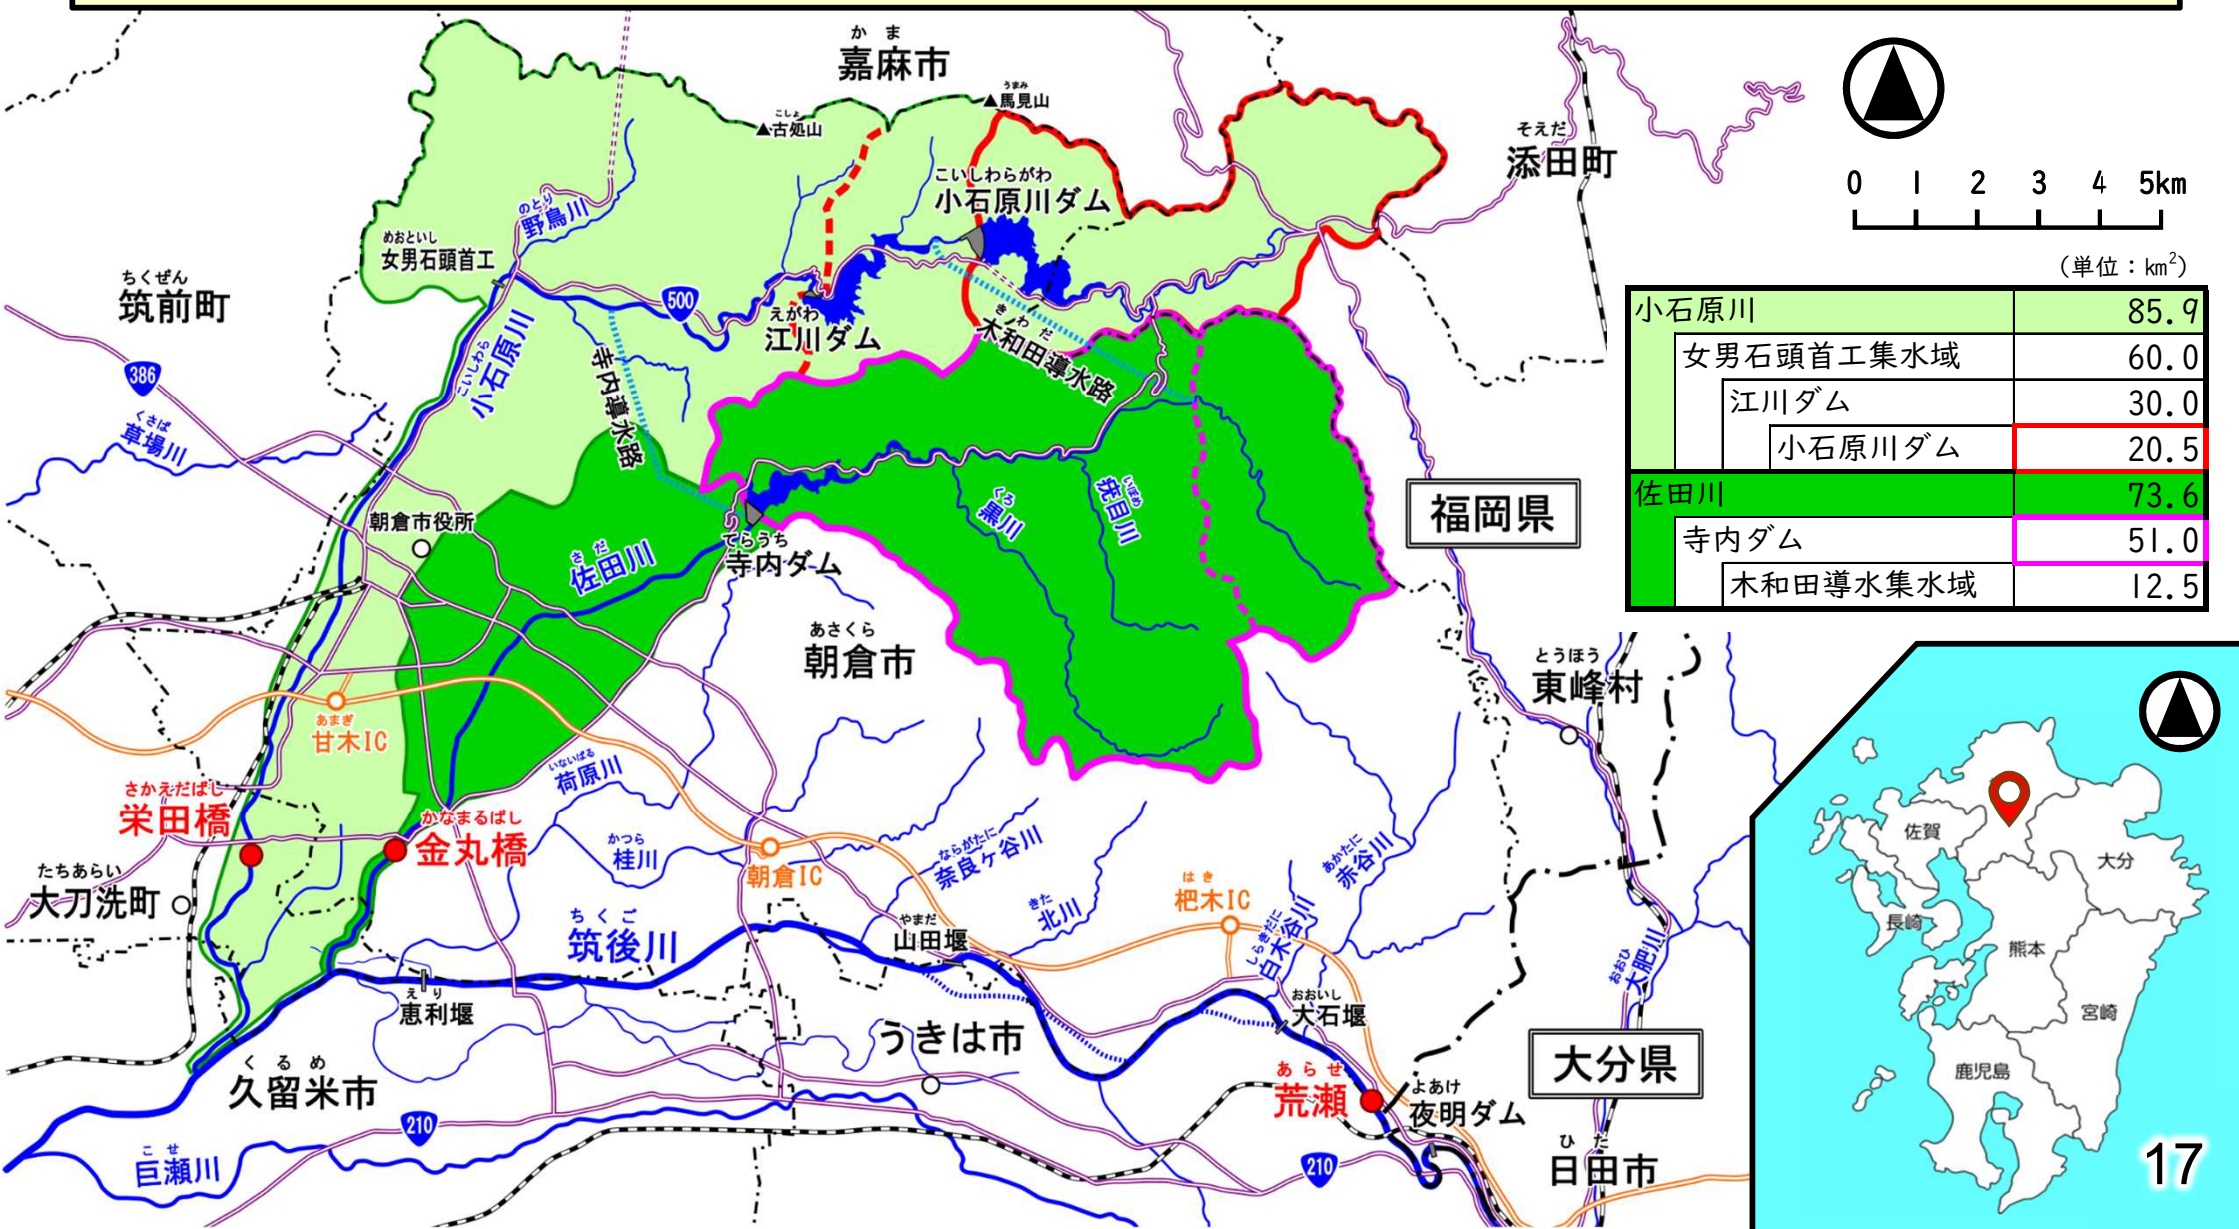 かま
嘉麻市
うまみ
▲馬見山
こしょ
▲古処山
そえだ
添田町
こいしわらがわ
小石原川ダム
のとり
野鳥川
めおといし
女男石頭首工
ちくぜん
筑前町
500
えがわ
江川ダム
きわだ
木和田導水路
こいしわら
小石原川
寺内導水路
386
くさば
草場川
朝倉市役所
さだ
佐田川
てらうち
寺内ダム
くろ
黒川
疣目川
福岡県
あさくら
朝倉市
とうほう
東峰村
あまぎ
甘木IC
さかえだばし
栄田橋
かなまるばし
金丸橋
いないばる
荷原川
かつら
桂川
朝倉IC
ならがたに
奈良ヶ谷川
きた
北川
あかたに
赤谷川
はき
杷木IC
しらきだに
白木谷川
たちあらい
大刀洗町
ちくご
筑後川
やまだ
山田堰
えり
恵利堰
おおいし
大石堰
おおひ
大肥川
うきは市
くるめ
久留米市
大分県
あらせ
荒瀬
よあけ
夜明ダム
210
こせ
巨瀬川
210
ひた
日田市
0 1 2 3 4 5km
(単位：km²)
小石原川 85.9
女男石頭首工集水域 60.0
江川ダム 30.0
小石原川ダム 20.5
佐田川 73.6
寺内ダム 51.0
木和田導水集水域 12.5
佐賀
大分
長崎
熊本
宮崎
鹿児島
17